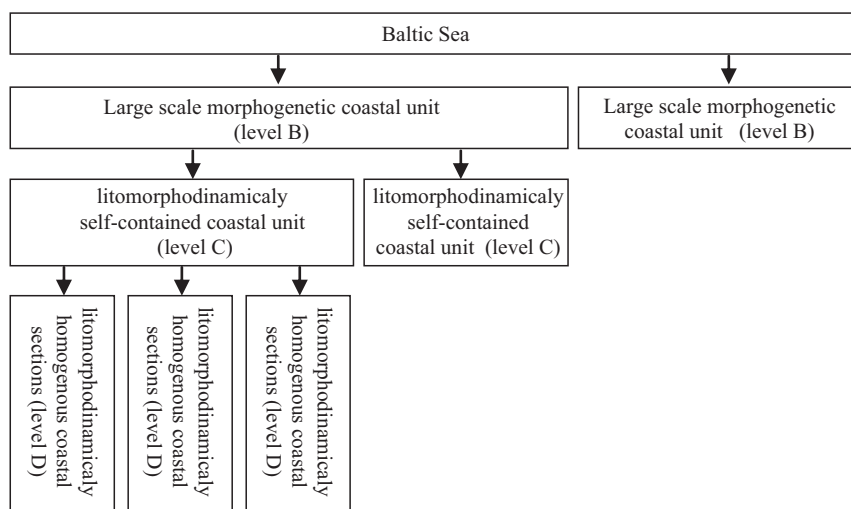 Baltic Sea
Large scale morphogenetic coastal unit
(level B)
Large scale morphogenetic
coastal unit (level B)
litomorphodinamicaly
self-contained coastal unit
(level C)
litomorphodinamicaly
self-contained
coastal unit (level C)
litomorphodinamicaly
homogenous coastal
sections (level D)
litomorphodinamicaly
homogenous coastal
sections (level D)
litomorphodinamicaly
homogenous coastal
sections (level D)